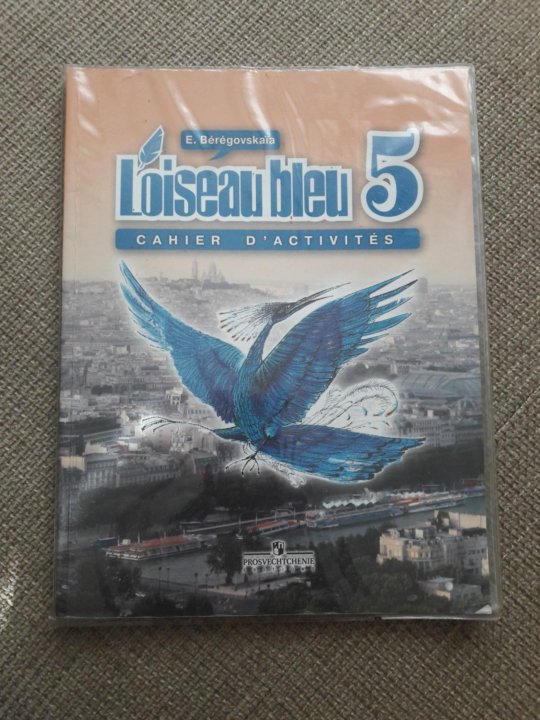 E. Bérégovskaïa
L'oiseau bleu 5
CAHIER D'ACTIVITÉS
PROSVECHTCHENIE